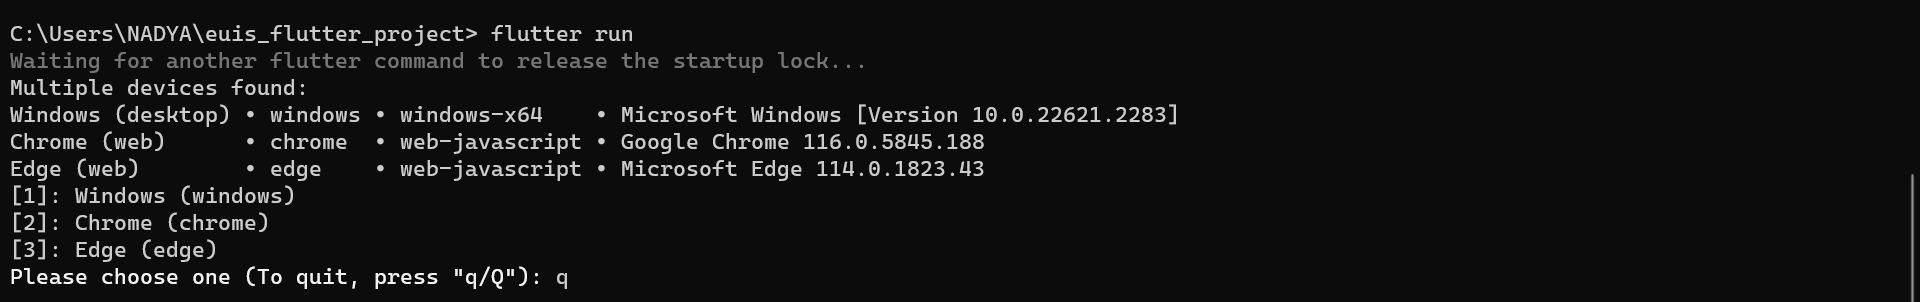 C:\Users\NADYA\euis_flutter_project> flutter run
Waiting for another flutter command to release the startup lock...
Multiple devices found:
Windows (desktop) • windows • windows-x64    • Microsoft Windows [Version 10.0.22621.2283]
Chrome (web)      • chrome  • web-javascript • Google Chrome 116.0.5845.188
Edge (web)        • edge    • web-javascript • Microsoft Edge 114.0.1823.43
[1]: Windows (windows)
[2]: Chrome (chrome)
[3]: Edge (edge)
Please choose one (To quit, press "q/Q"): q